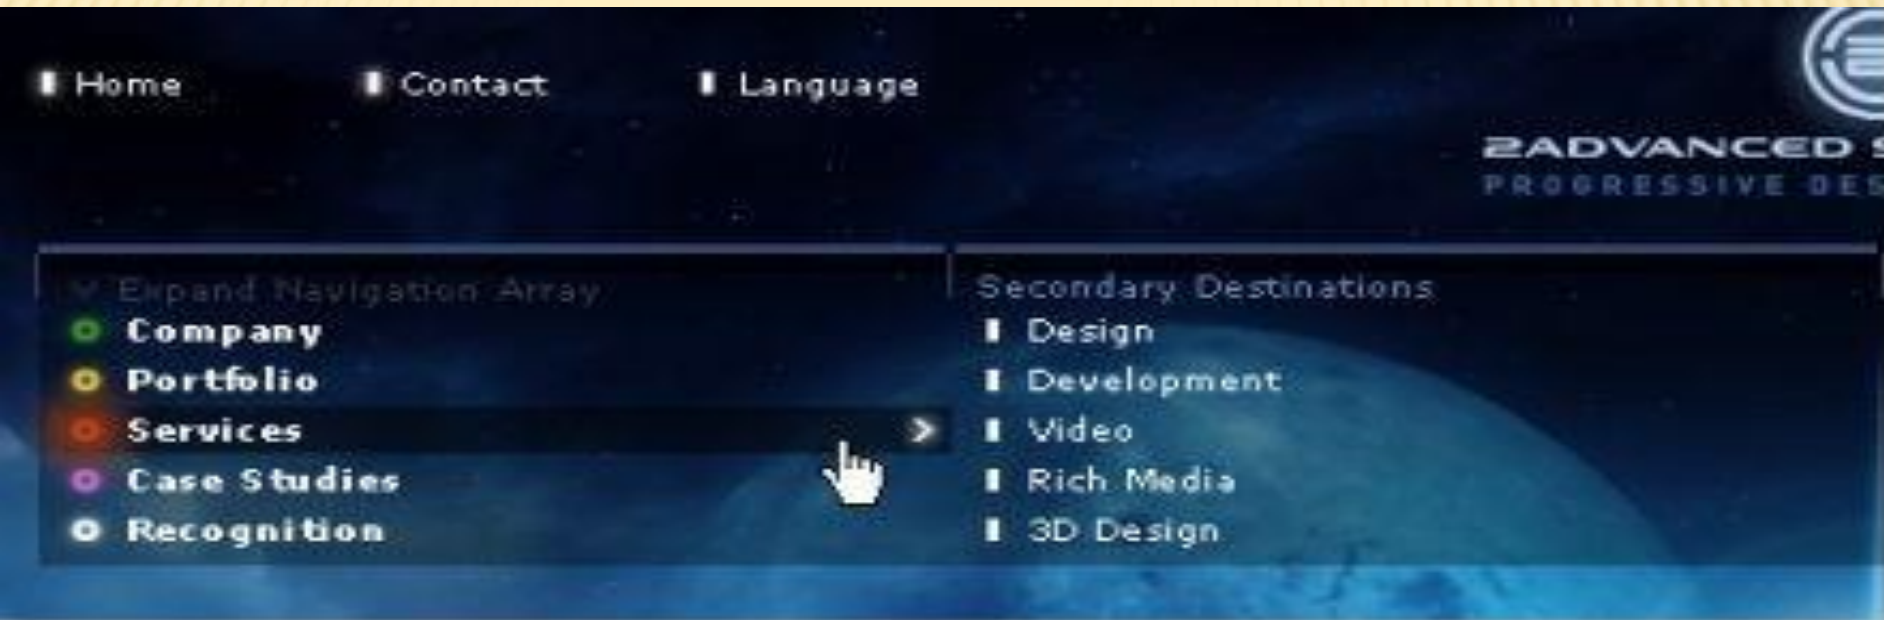 Home Contact Language
2ADVANCED
PROGRESSIVE
Expand Navigation Array
Company
Portfolio
Services
Case Studies
Recognition
Secondary Destinations
Design
Development
Video
Rich Media
3D Design